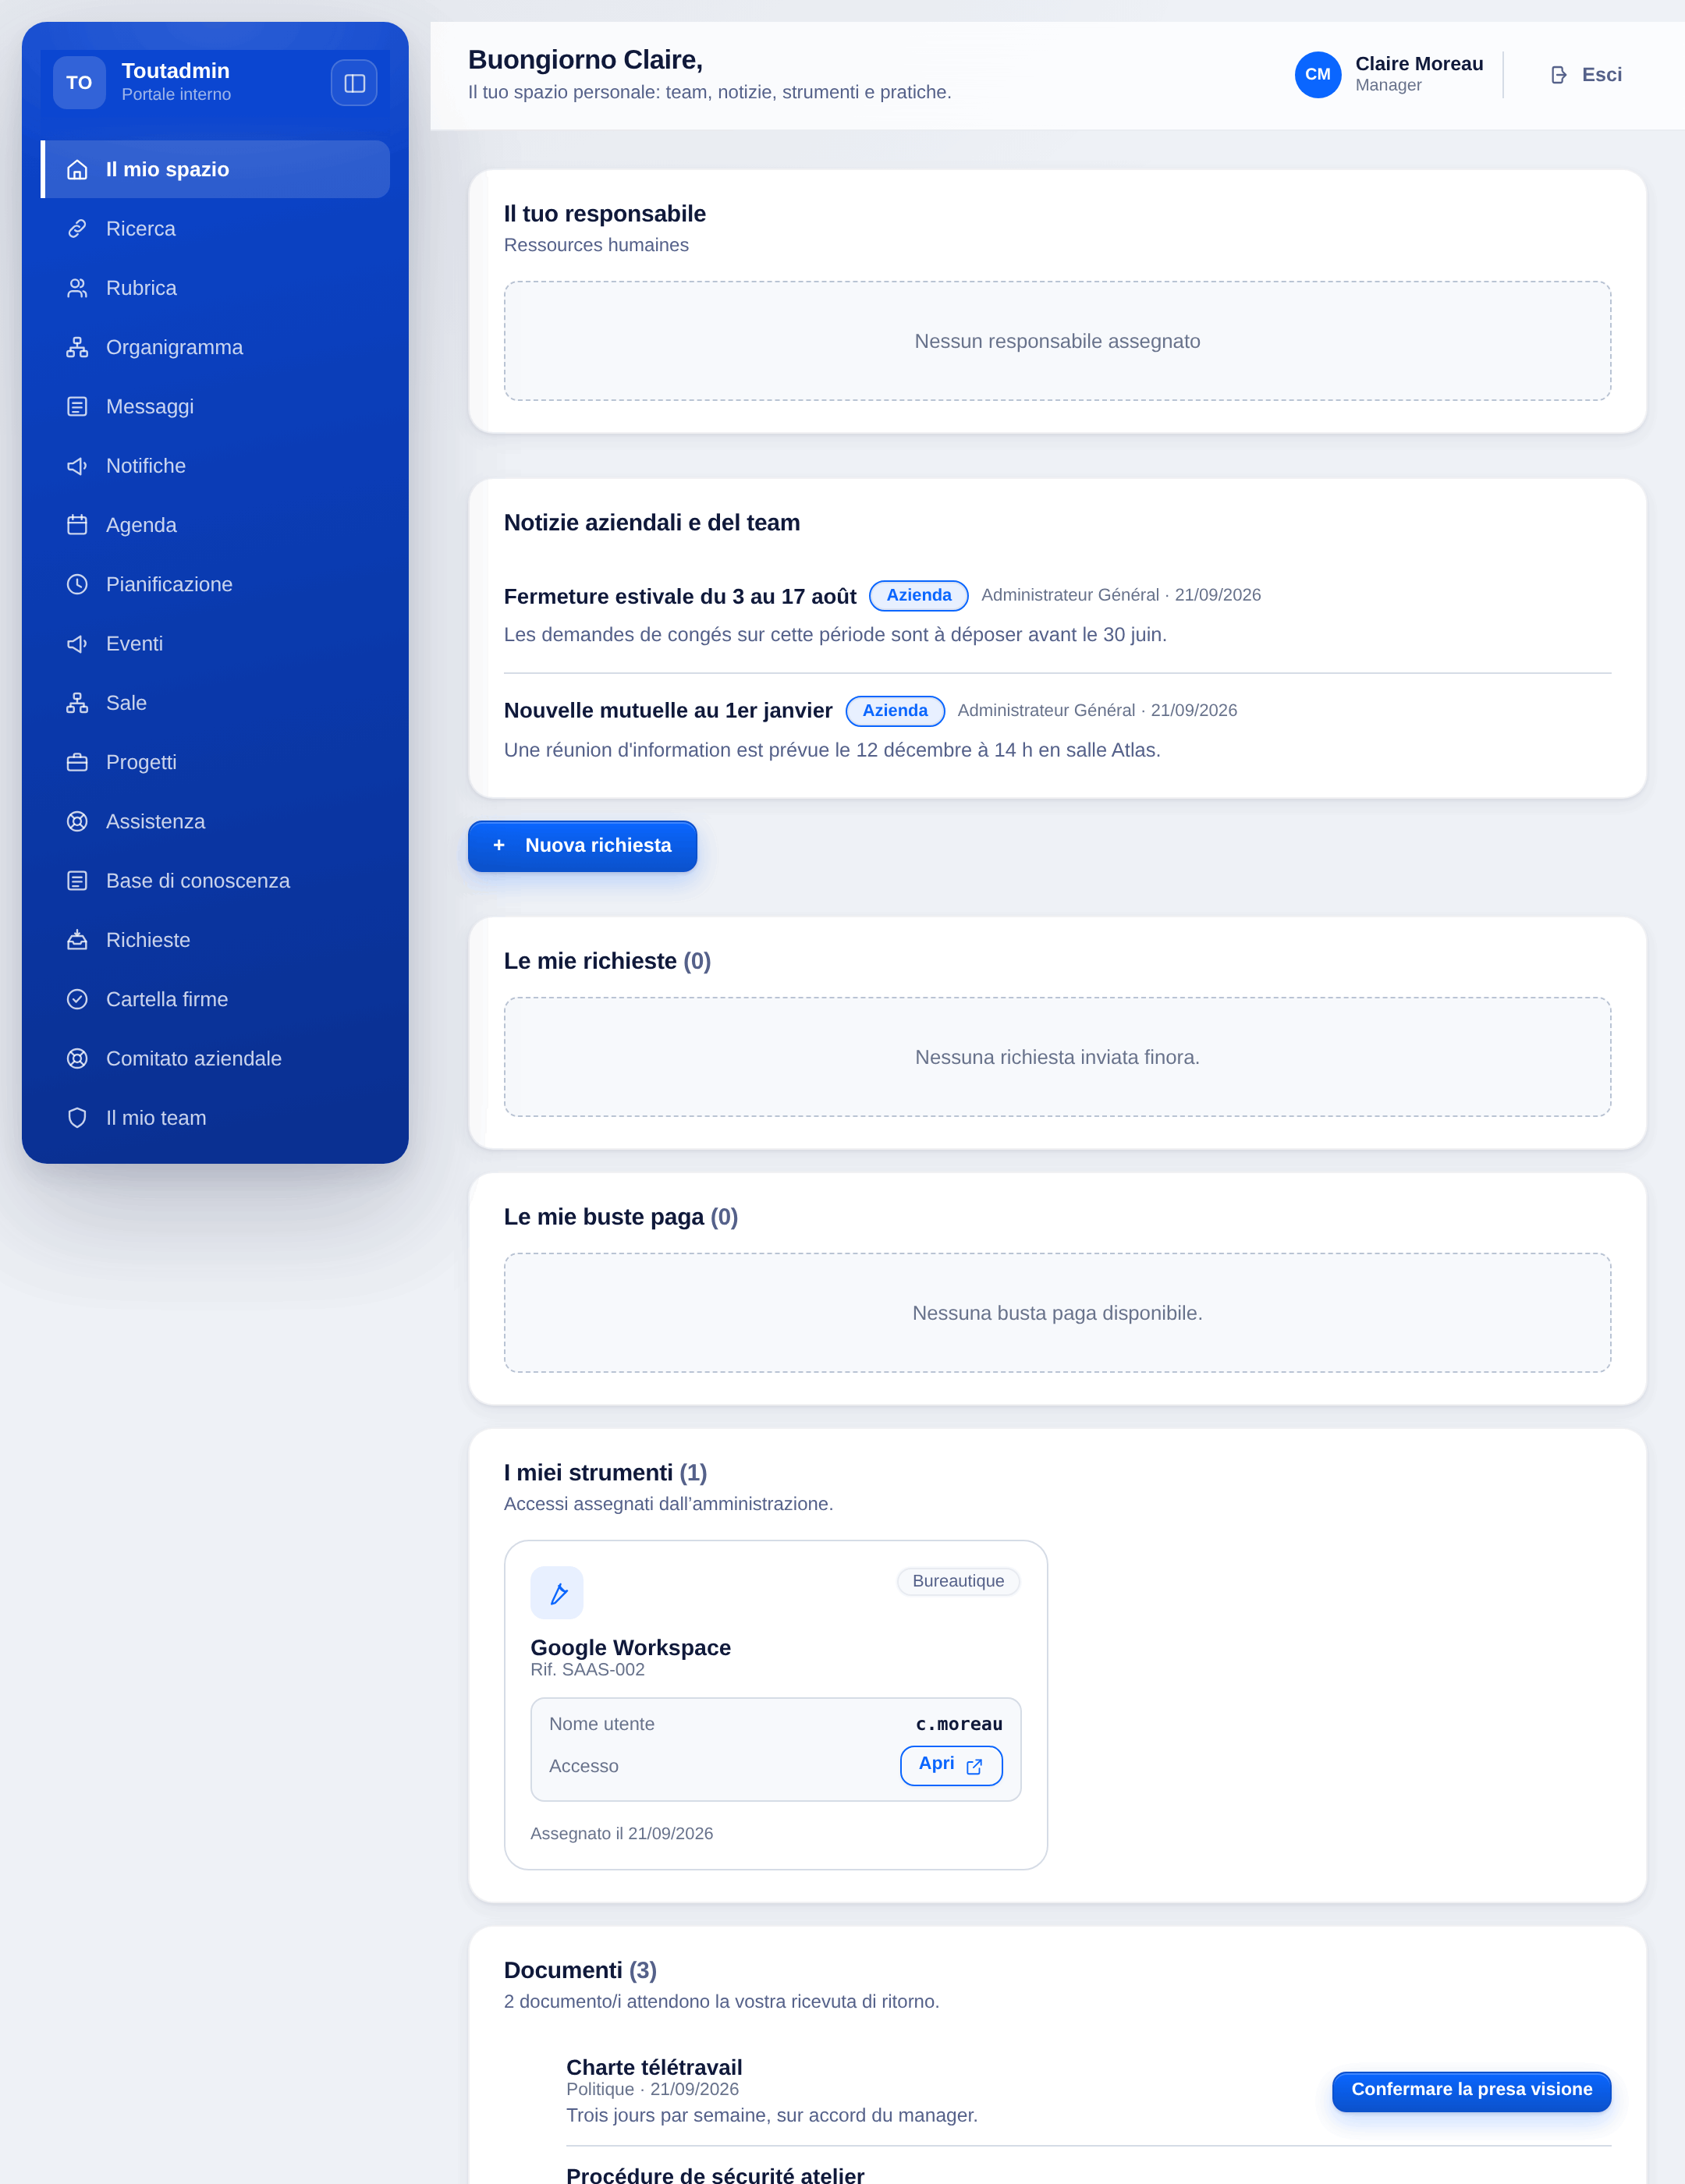 TO
Toutadmin
Portale interno
Il mio spazio
Ricerca
Rubrica
Organigramma
Messaggi
Notifiche
Agenda
Pianificazione
Eventi
Sale
Progetti
Assistenza
Base di conoscenza
Richieste
Cartella firme
Comitato aziendale
Il mio team
Buongiorno Claire,
Il tuo spazio personale: team, notizie, strumenti e pratiche.
CM
Claire Moreau
Manager
Esci
Il tuo responsabile
Ressources humaines
Nessun responsabile assegnato
Notizie aziendali e del team
Fermeture estivale du 3 au 17 août Azienda Administrateur Général · 21/09/2026
Les demandes de congés sur cette période sont à déposer avant le 30 juin.
Nouvelle mutuelle au 1er janvier Azienda Administrateur Général · 21/09/2026
Une réunion d'information est prévue le 12 décembre à 14 h en salle Atlas.
+ Nuova richiesta
Le mie richieste (0)
Nessuna richiesta inviata finora.
Le mie buste paga (0)
Nessuna busta paga disponibile.
I miei strumenti (1)
Accessi assegnati dall’amministrazione.
Bureautique
Google Workspace
Rif. SAAS-002
Nome utente c.moreau
Accesso Apri
Assegnato il 21/09/2026
Documenti (3)
2 documento/i attendono la vostra ricevuta di ritorno.
Charte télétravail
Politique · 21/09/2026
Trois jours par semaine, sur accord du manager.
Confermare la presa visione
Procédure de sécurité atelier